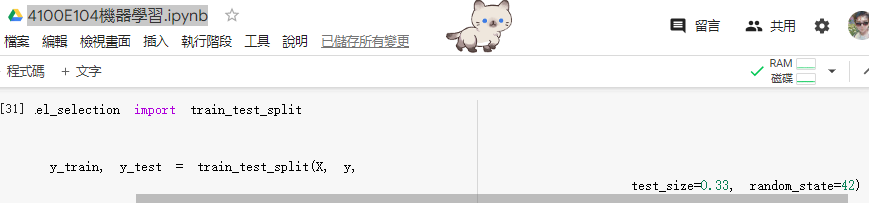 4100E104機器學習.ipynb
留言 共用
檔案 編輯 檢視畫面 插入 執行階段 工具 說明 已儲存所有變更
程式碼 + 文字
RAM
磁碟
[31] .el_selection import train_test_split
y_train, y_test = train_test_split(X, y,
test_size=0.33, random_state=42)